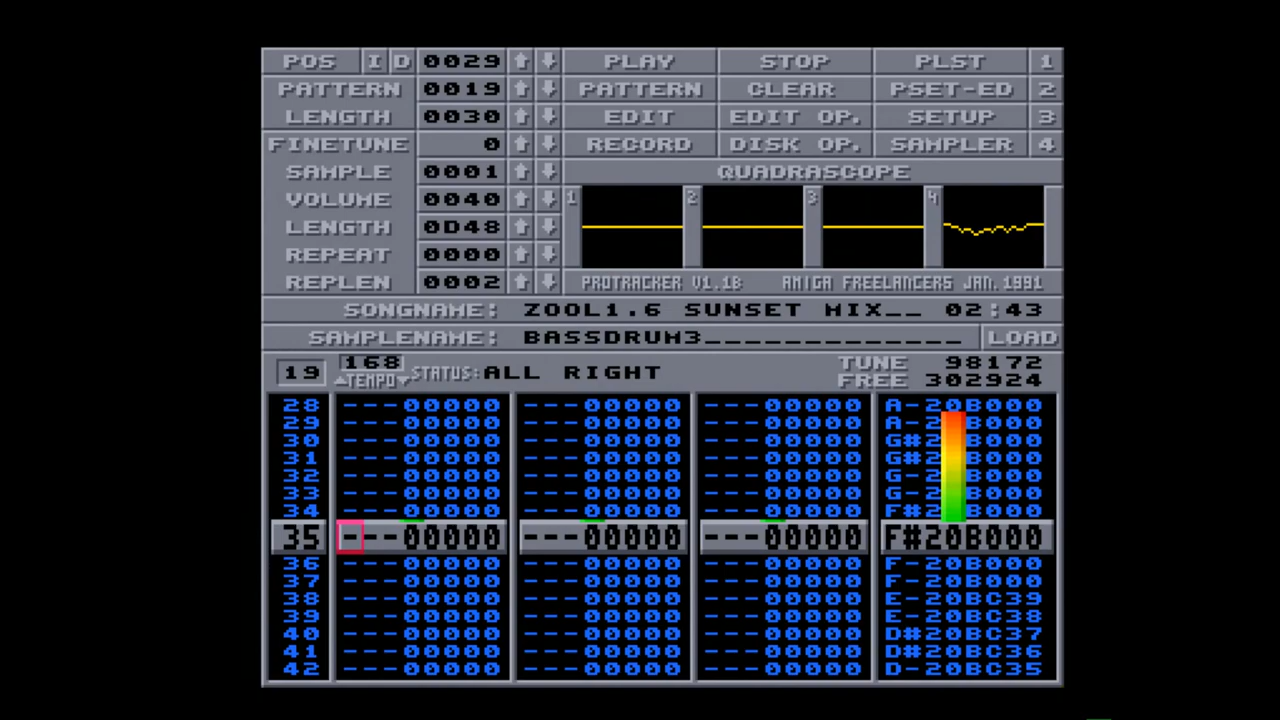 POS I D 0029 PLAY STOP PLST 1
PATTERN 0019 PATTERN CLEAR PSET-ED 2
LENGTH 0030 EDIT EDIT OP. SETUP 3
FINETUNE 0 RECORD DISK OP. SAMPLER 4
SAMPLE 0001 QUADRASCOPE
VOLUME 0040 1 2 3 4
LENGTH 0D48
REPEAT 0000
REPLEN 0002 PROTRACKER V1.1B AMIGA FREELANCERS JAN.1991
SONGNAME: ZOOL1.6 SUNSET MIX__ 02:43
SAMPLENAME: BASSDRUM3_____________ LOAD
19 168 TEMPO STATUS:ALL RIGHT TUNE 98172
FREE 302924
28 ---00000 ---00000 ---00000 A-20B000
29 ---00000 ---00000 ---00000 A-20B000
30 ---00000 ---00000 ---00000 G#20B000
31 ---00000 ---00000 ---00000 G#20B000
32 ---00000 ---00000 ---00000 G-20B000
33 ---00000 ---00000 ---00000 G-20B000
34 ---00000 ---00000 ---00000 F#20B000
35 ---00000 ---00000 ---00000 F#20B000
36 ---00000 ---00000 ---00000 F-20B000
37 ---00000 ---00000 ---00000 F-20B000
38 ---00000 ---00000 ---00000 E-20BC39
39 ---00000 ---00000 ---00000 E-20BC38
40 ---00000 ---00000 ---00000 D#20BC37
41 ---00000 ---00000 ---00000 D#20BC36
42 ---00000 ---00000 ---00000 D-20BC35